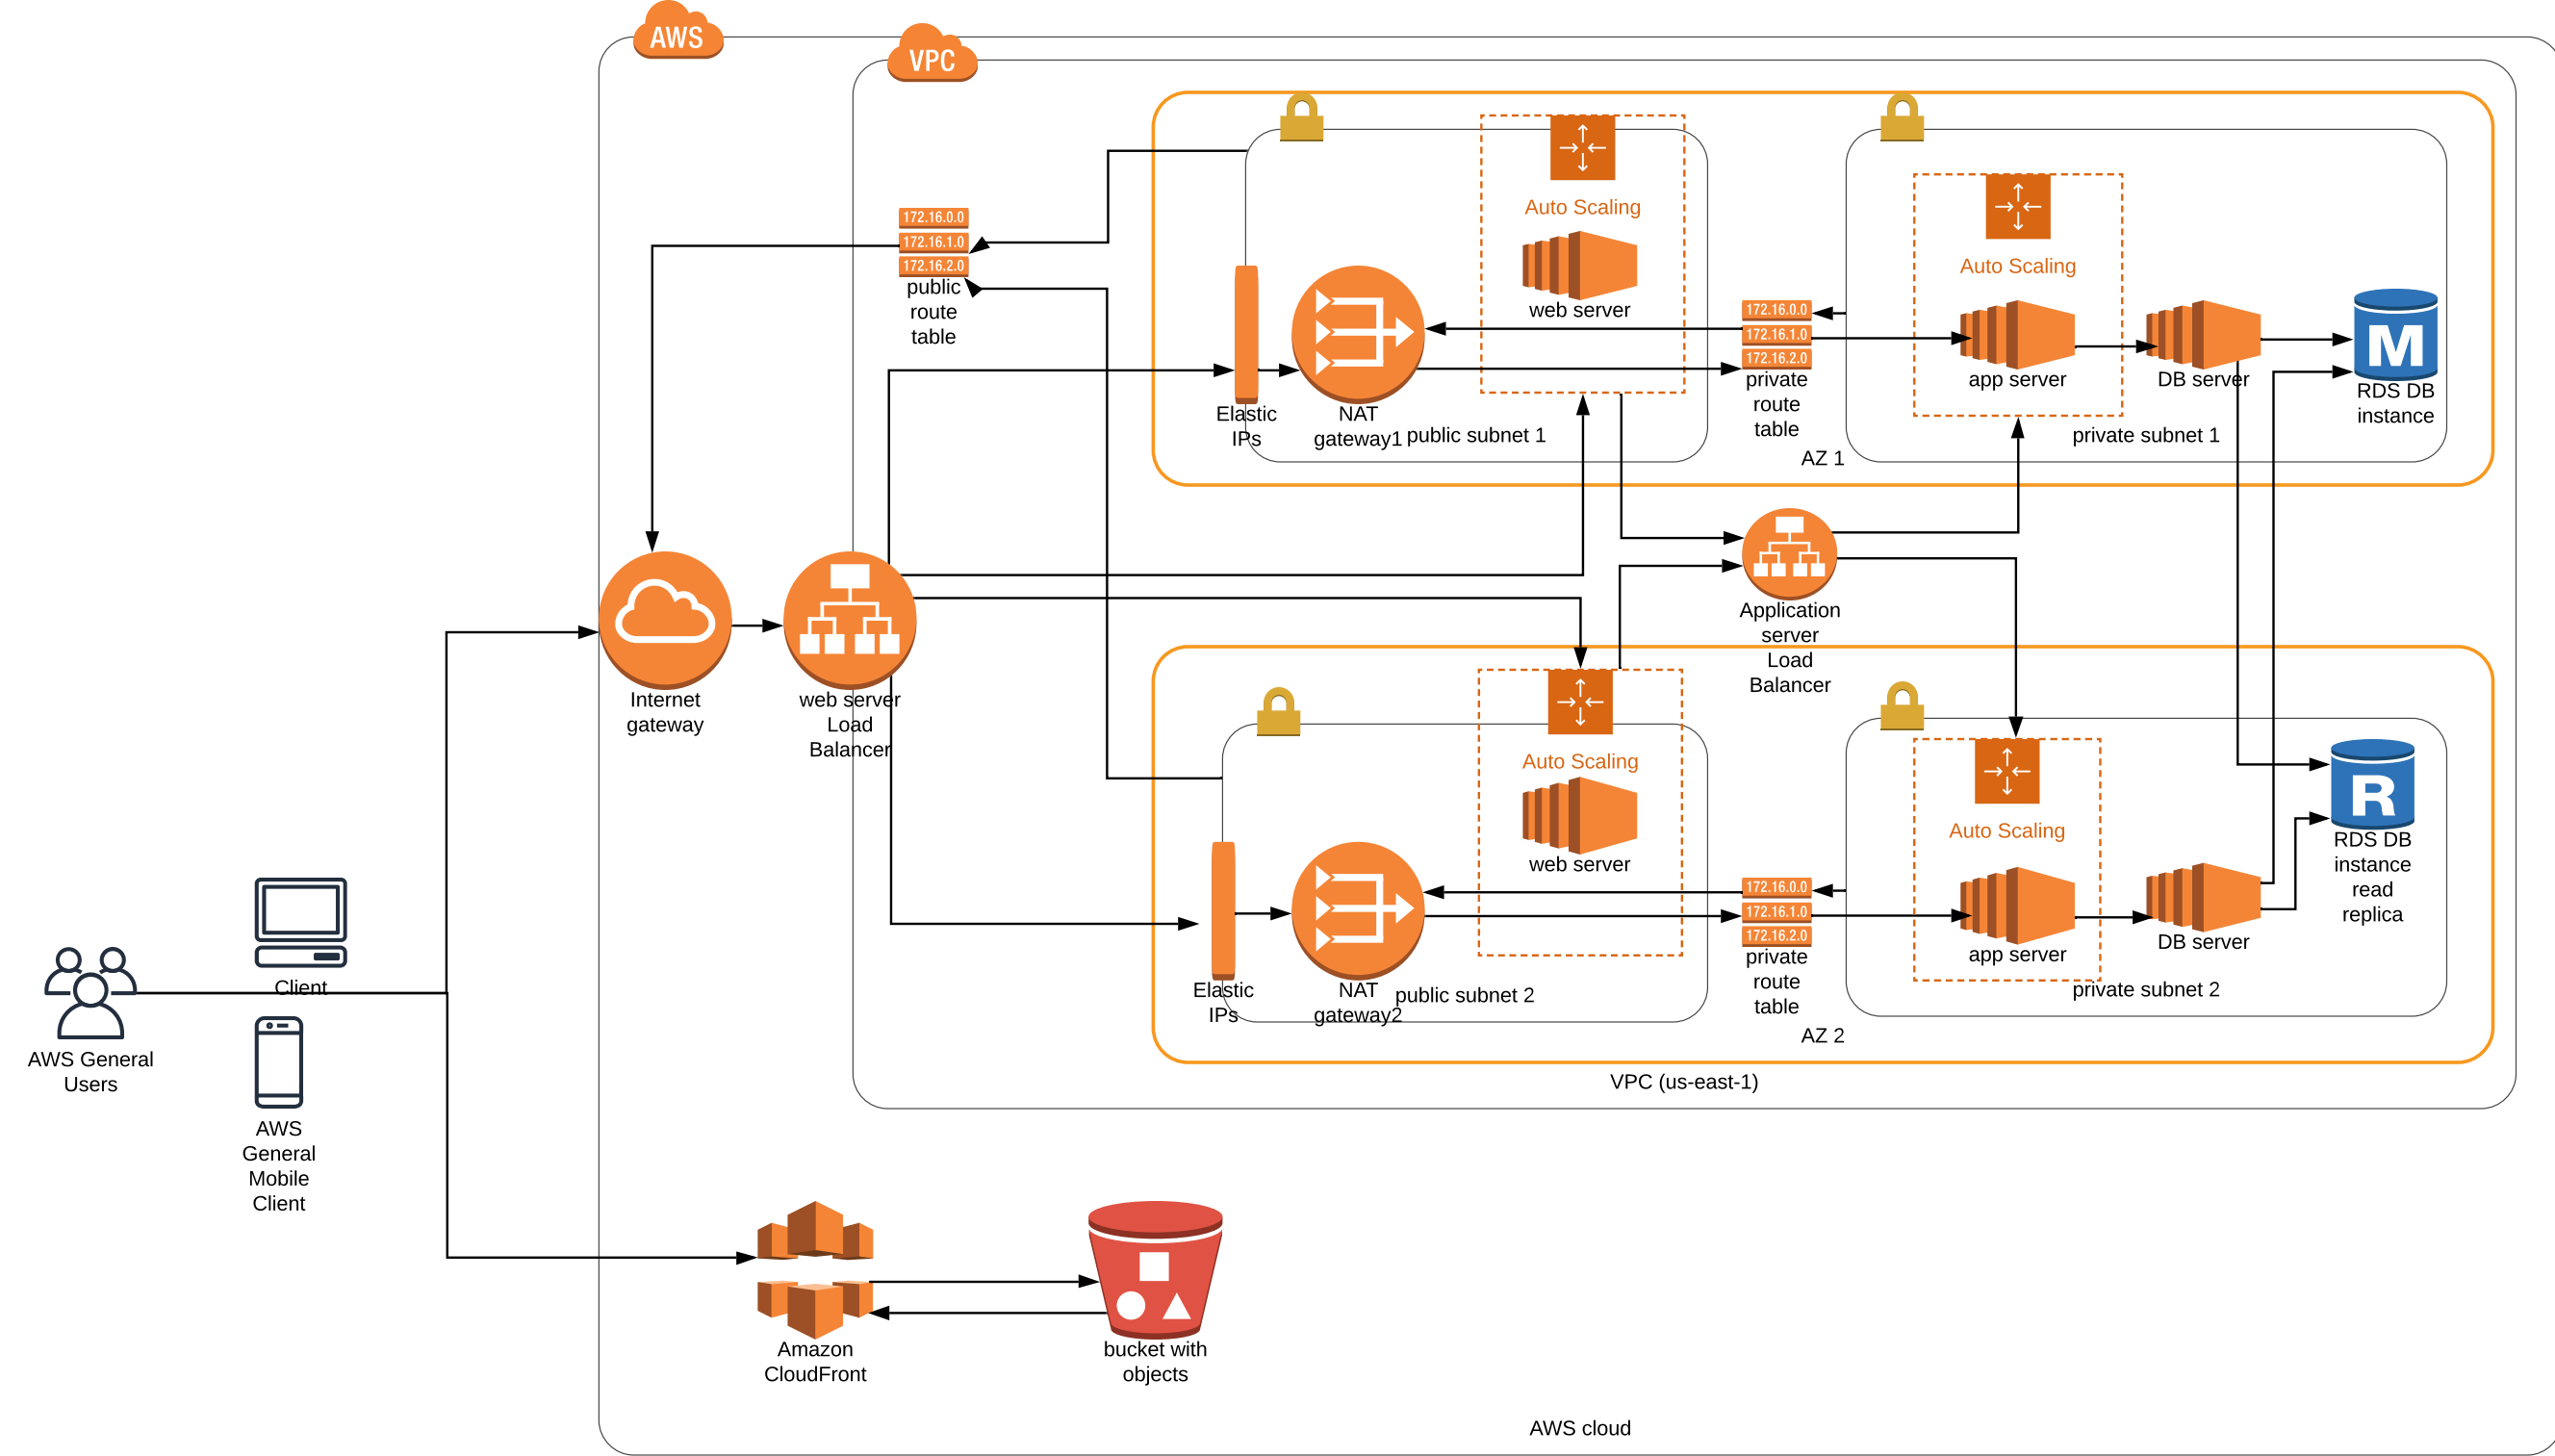 AWS
VPC
Auto Scaling
web server
Elastic
IPs
NAT
gateway1
public subnet 1
172.16.0.0
172.16.1.0
172.16.2.0
public
route
table
172.16.0.0
172.16.1.0
172.16.2.0
private
route
table
AZ 1
Auto Scaling
app server
DB server
RDS DB
instance
private subnet 1
Internet
gateway
web server
Load
Balancer
Application
server
Load
Balancer
Auto Scaling
web server
Elastic
IPs
NAT
gateway2
public subnet 2
172.16.0.0
172.16.1.0
172.16.2.0
private
route
table
AZ 2
Auto Scaling
app server
DB server
RDS DB
instance
read
replica
private subnet 2
M
R
VPC (us-east-1)
Client
AWS General
Users
AWS
General
Mobile
Client
Amazon
CloudFront
bucket with
objects
AWS cloud